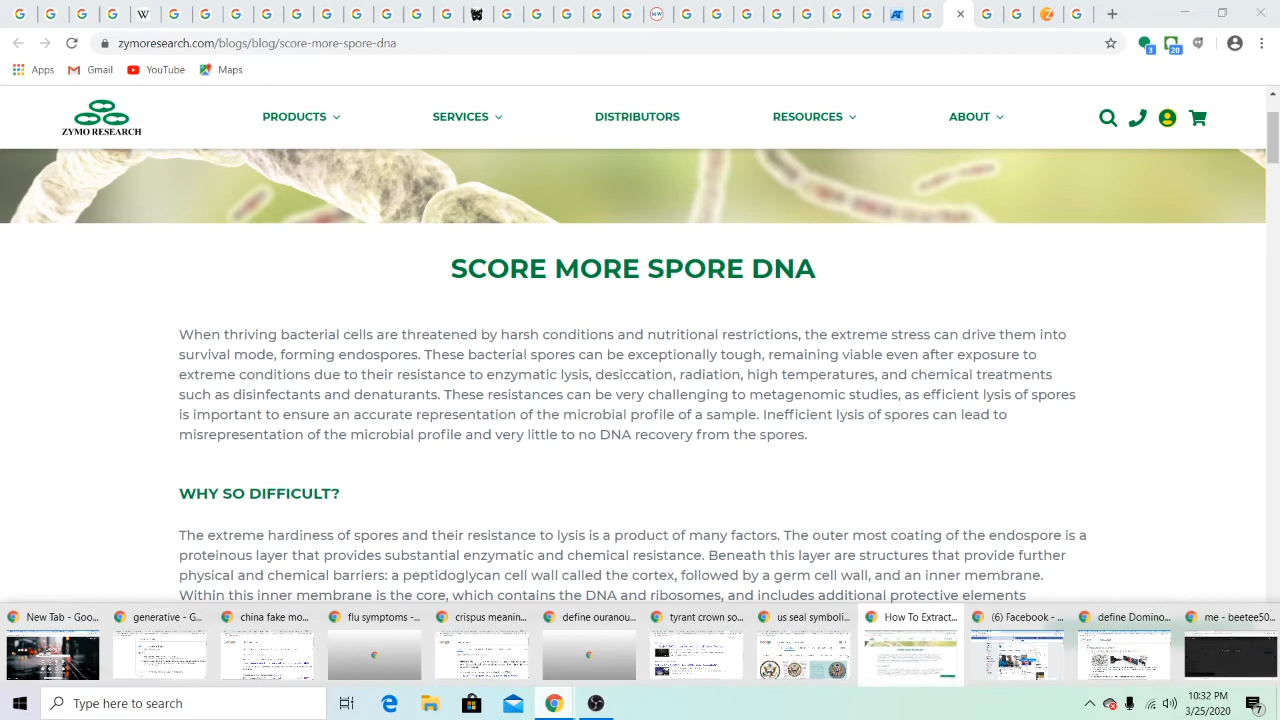 zymoresearch.com/blogs/blog/score-more-spore-dna
3
20
Apps
Gmail
YouTube
Maps
ZYMO RESEARCH
PRODUCTS
SERVICES
DISTRIBUTORS
RESOURCES
ABOUT
SCORE MORE SPORE DNA
When thriving bacterial cells are threatened by harsh conditions and nutritional restrictions, the extreme stress can drive them into
survival mode, forming endospores. These bacterial spores can be exceptionally tough, remaining viable even after exposure to
extreme conditions due to their resistance to enzymatic lysis, desiccation, radiation, high temperatures, and chemical treatments
such as disinfectants and denaturants. These resistances can be very challenging to metagenomic studies, as efficient lysis of spores
is important to ensure an accurate representation of the microbial profile of a sample. Inefficient lysis of spores can lead to
misrepresentation of the microbial profile and very little to no DNA recovery from the spores.
WHY SO DIFFICULT?
The extreme hardiness of spores and their resistance to lysis is a product of many factors. The outer most coating of the endospore is a
proteinous layer that provides substantial enzymatic and chemical resistance. Beneath this layer are structures that provide further
physical and chemical barriers: a peptidoglycan cell wall called the cortex, followed by a germ cell wall, and an inner membrane.
Within this inner membrane is the core, which contains the DNA and ribosomes, and includes additional protective elements
New Tab - Goo...
generative - G...
china fake mo...
flu symptoms -...
crispus meanin...
define ouranou...
tyrant crown so...
us seal symboli...
How To Extract...
(6) Facebook - ...
define Domino...
me - beetee50...
Type here to search
10:32 PM
3/25/2020
7